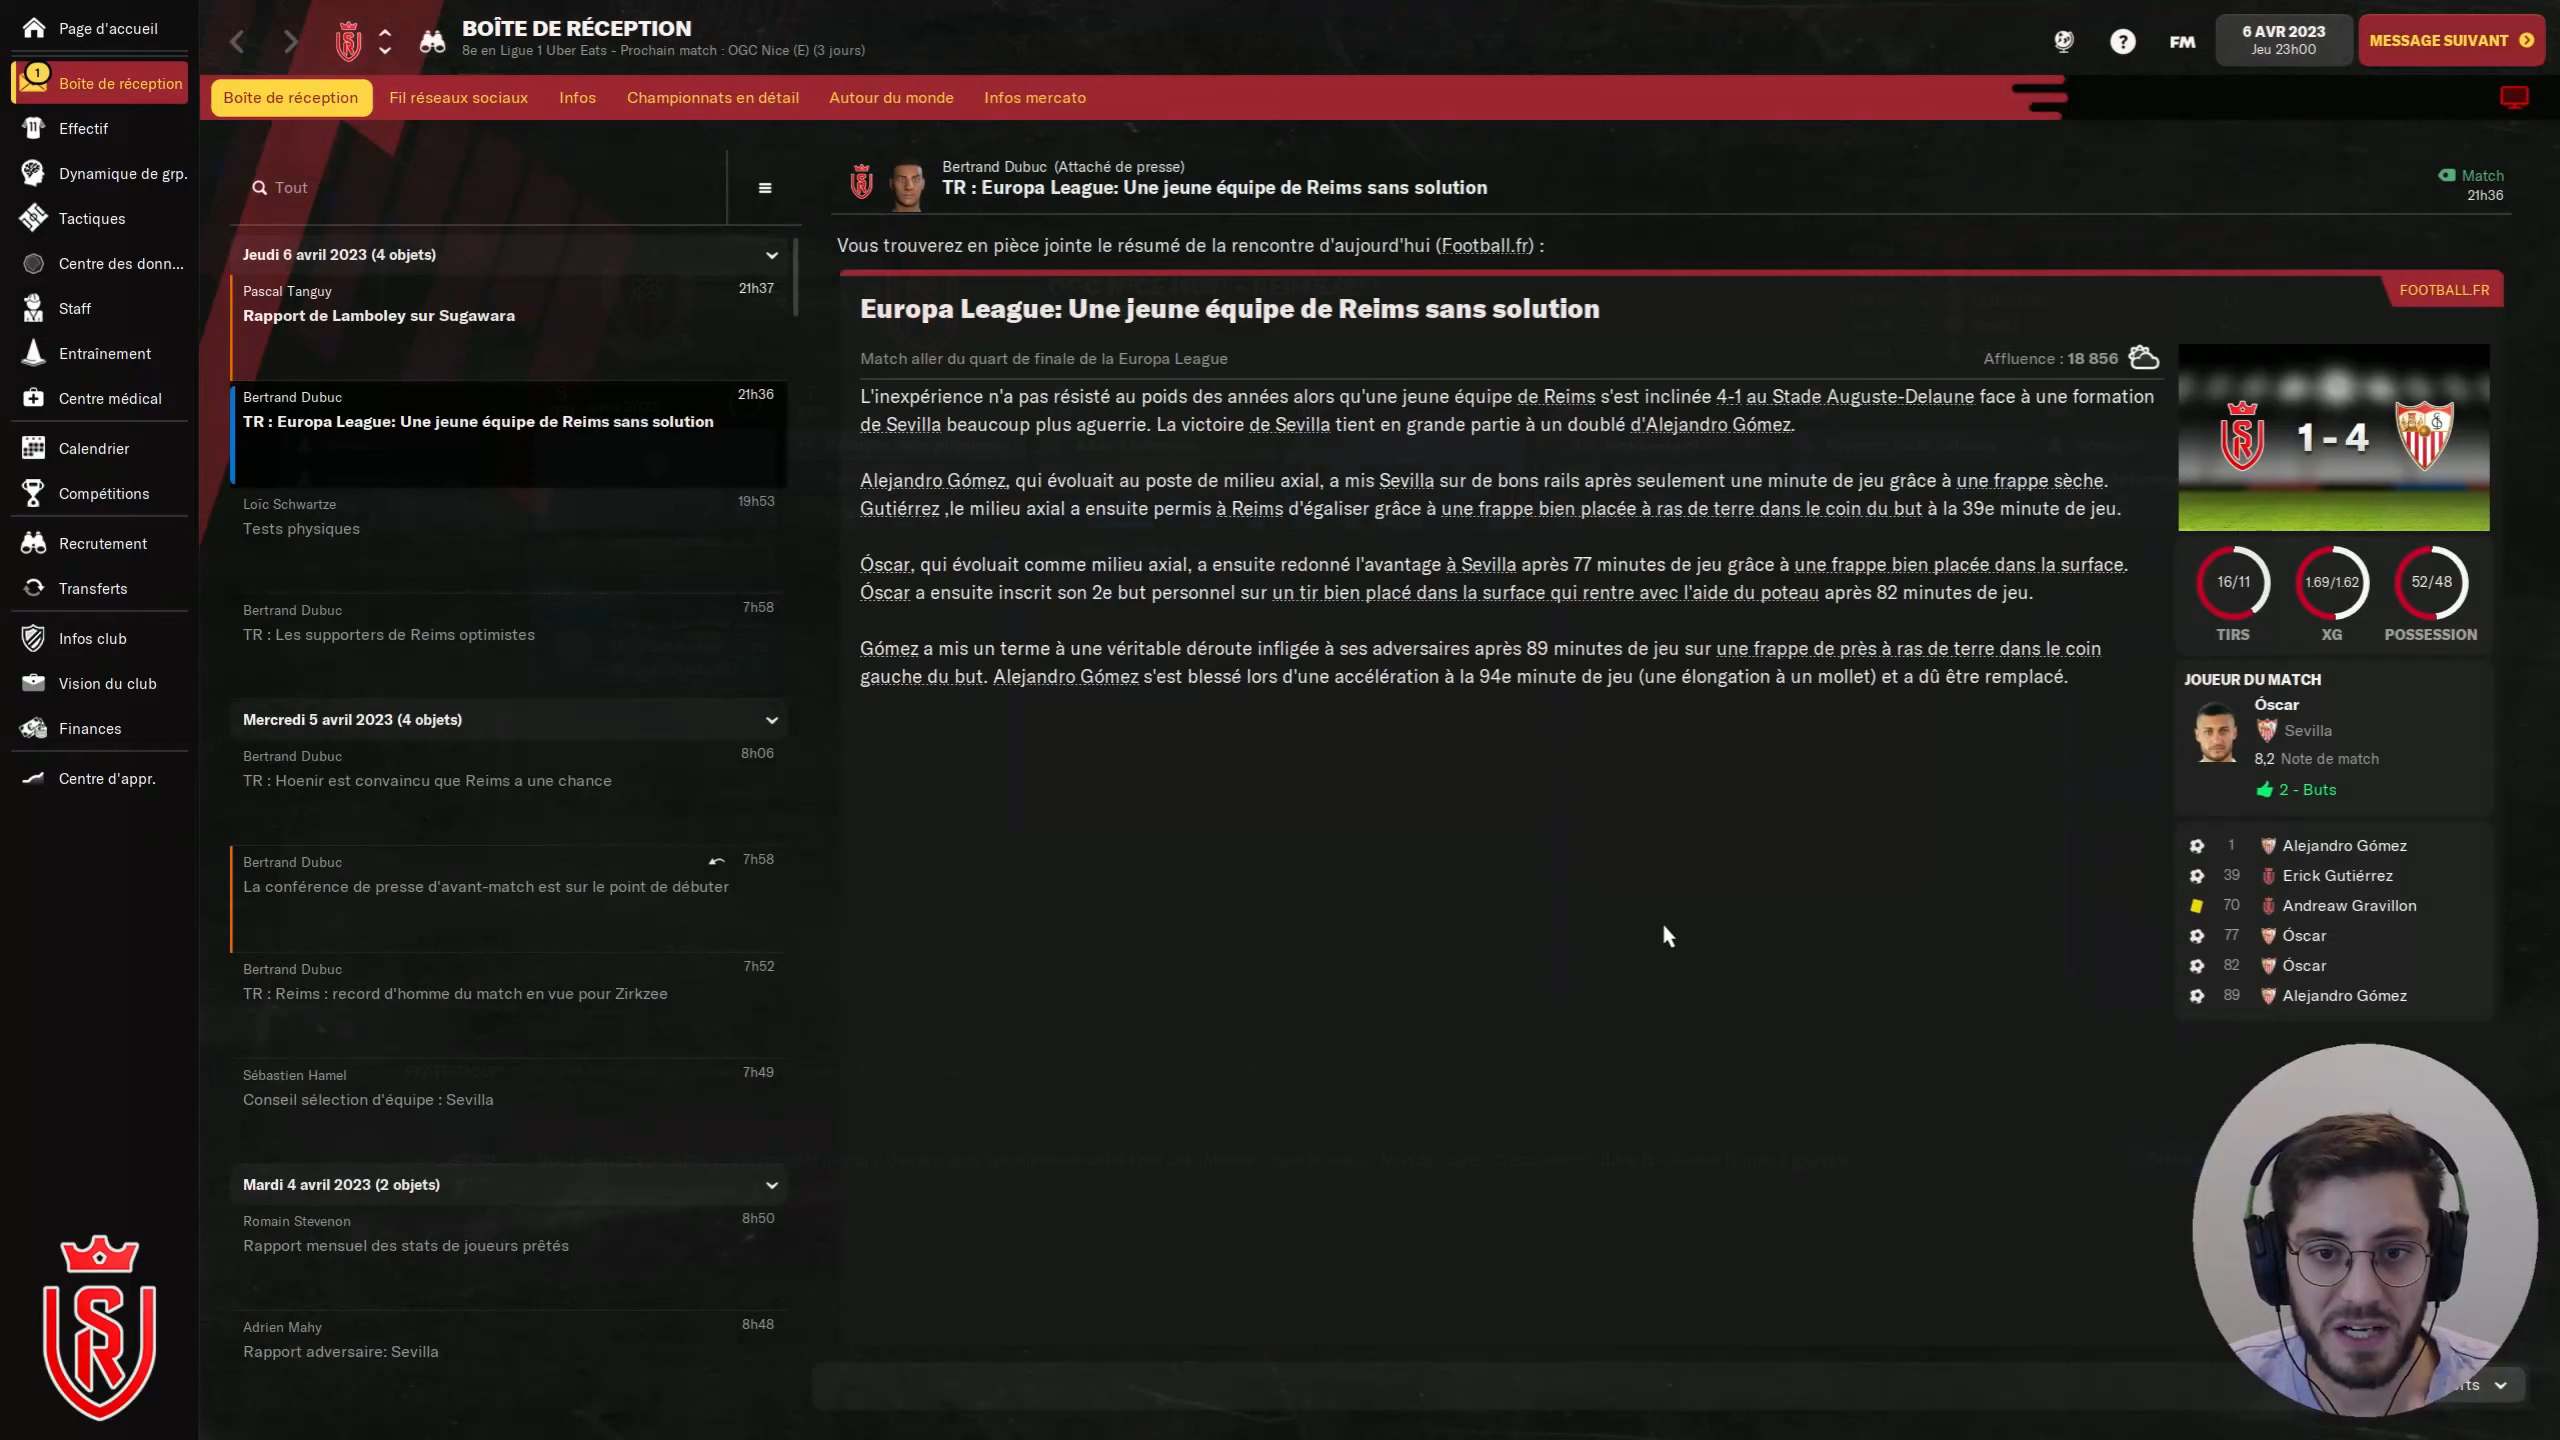 Page d'accueil
1
Boîte de réception
Effectif
Dynamique de grp.
Tactiques
Centre des donn...
Staff
Entraînement
Centre médical
Calendrier
Compétitions
Recrutement
Transferts
Infos club
Vision du club
Finances
Centre d'appr.
BOÎTE DE RÉCEPTION
8e en Ligue 1 Uber Eats - Prochain match : OGC Nice (E) (3 jours)
?
FM
6 AVR 2023
Jeu 23h00
MESSAGE SUIVANT
Boîte de réception
Fil réseaux sociaux
Infos
Championnats en détail
Autour du monde
Infos mercato
Tout
Jeudi 6 avril 2023 (4 objets)
Pascal Tanguy
21h37
Rapport de Lamboley sur Sugawara
Bertrand Dubuc
21h36
TR : Europa League: Une jeune équipe de Reims sans solution
Loïc Schwartze
19h53
Tests physiques
Bertrand Dubuc
7h58
TR : Les supporters de Reims optimistes
Mercredi 5 avril 2023 (4 objets)
Bertrand Dubuc
8h06
TR : Hoenir est convaincu que Reims a une chance
Bertrand Dubuc
7h58
La conférence de presse d'avant-match est sur le point de débuter
Bertrand Dubuc
7h52
TR : Reims : record d'homme du match en vue pour Zirkzee
Sébastien Hamel
7h49
Conseil sélection d'équipe : Sevilla
Mardi 4 avril 2023 (2 objets)
Romain Stevenon
8h50
Rapport mensuel des stats de joueurs prêtés
Adrien Mahy
8h48
Rapport adversaire: Sevilla
Bertrand Dubuc (Attaché de presse)
TR : Europa League: Une jeune équipe de Reims sans solution
Match
21h36
Vous trouverez en pièce jointe le résumé de la rencontre d'aujourd'hui (Football.fr) :
FOOTBALL.FR
Europa League: Une jeune équipe de Reims sans solution
Match aller du quart de finale de la Europa League
Affluence : 18 856
L'inexpérience n'a pas résisté au poids des années alors qu'une jeune équipe de Reims s'est inclinée 4-1 au Stade Auguste-Delaune face à une formation
de Sevilla beaucoup plus aguerrie. La victoire de Sevilla tient en grande partie à un doublé d'Alejandro Gómez.
Alejandro Gómez, qui évoluait au poste de milieu axial, a mis Sevilla sur de bons rails après seulement une minute de jeu grâce à une frappe sèche.
Gutiérrez ,le milieu axial a ensuite permis à Reims d'égaliser grâce à une frappe bien placée à ras de terre dans le coin du but à la 39e minute de jeu.
Óscar, qui évoluait comme milieu axial, a ensuite redonné l'avantage à Sevilla après 77 minutes de jeu grâce à une frappe bien placée dans la surface.
Óscar a ensuite inscrit son 2e but personnel sur un tir bien placé dans la surface qui rentre avec l'aide du poteau après 82 minutes de jeu.
Gómez a mis un terme à une véritable déroute infligée à ses adversaires après 89 minutes de jeu sur une frappe de près à ras de terre dans le coin
gauche du but. Alejandro Gómez s'est blessé lors d'une accélération à la 94e minute de jeu (une élongation à un mollet) et a dû être remplacé.
1 - 4
16/11
1.69/1.62
52/48
TIRS
XG
POSSESSION
JOUEUR DU MATCH
Óscar
Sevilla
8,2 Note de match
2 - Buts
1 Alejandro Gómez
39 Erick Gutiérrez
70 Andreaw Gravillon
77 Óscar
82 Óscar
89 Alejandro Gómez